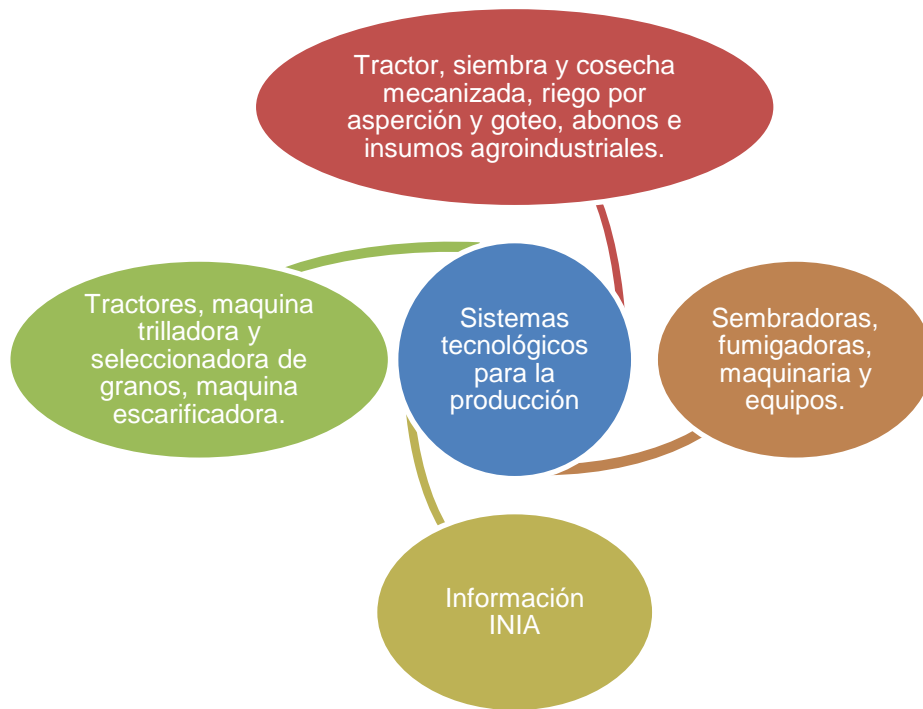 Tractor, siembra y cosecha
mecanizada, riego por
asperción y goteo, abonos e
insumos agroindustriales.
Tractores, maquina
trilladora y
seleccionadora de
granos, maquina
escarificadora.
Sistemas
tecnológicos
para la
producción
Sembradoras,
fumigadoras,
maquinaria y
equipos.
Información
INIA